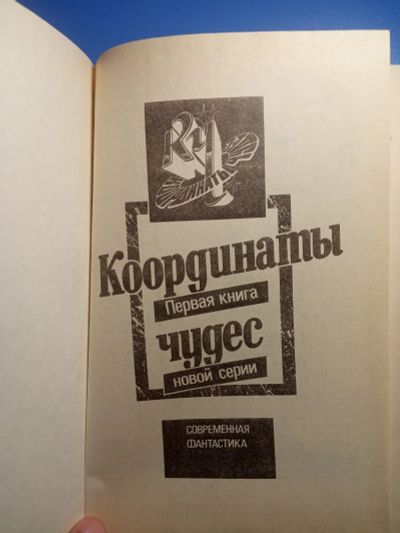 Координаты
Первая книга
чудес
новой серии
СОВРЕМЕННАЯ
ФАНТАСТИКА